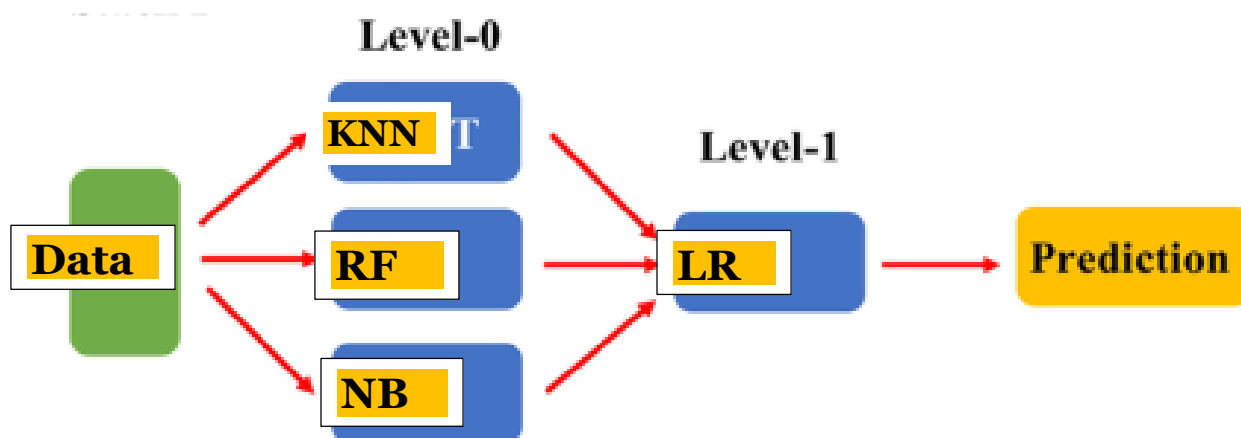 Level-0
KNN
T
Level-1
Data
RF
LR
Prediction
NB